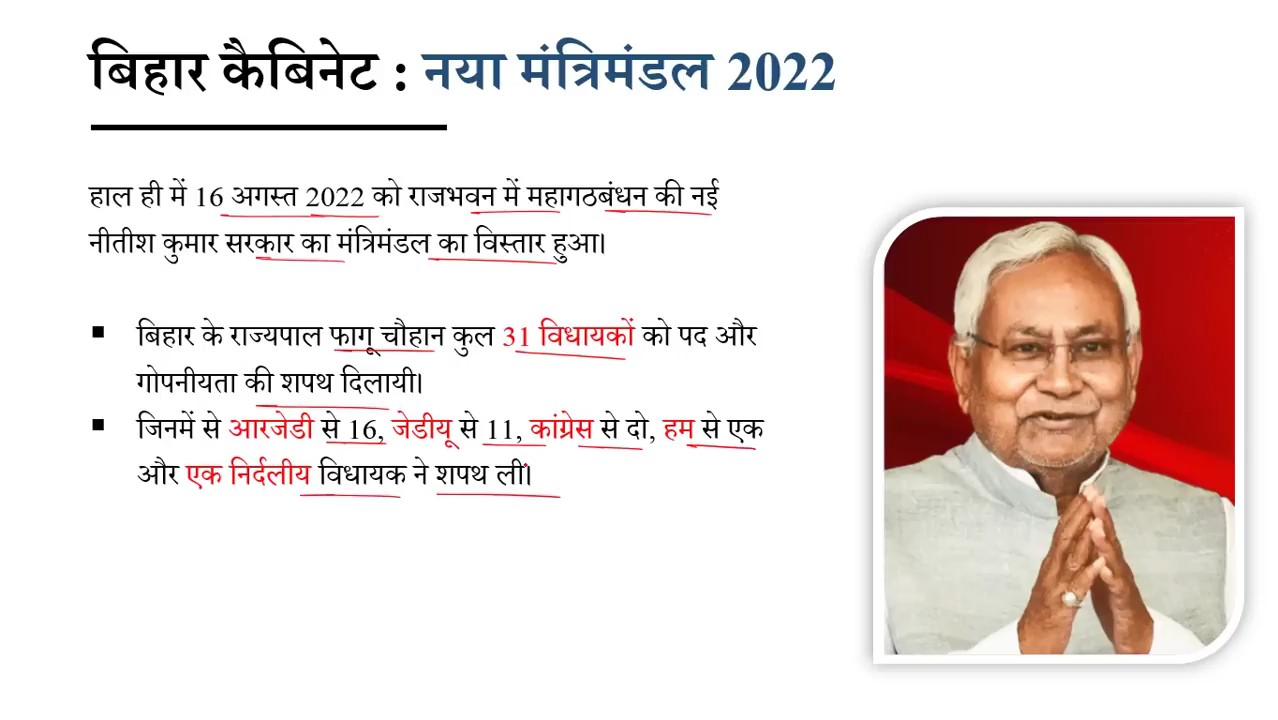 बिहार कैबिनेट : नया मंत्रिमंडल 2022
हाल ही में 16 अगस्त 2022 को राजभवन में महागठबंधन की नई
नीतीश कुमार सरकार का मंत्रिमंडल का विस्तार हुआ।
▪ बिहार के राज्यपाल फागू चौहान कुल 31 विधायकों को पद और
गोपनीयता की शपथ दिलायी।
▪ जिनमें से आरजेडी से 16, जेडीयू से 11, कांग्रेस से दो, हम से एक
और एक निर्दलीय विधायक ने शपथ ली।